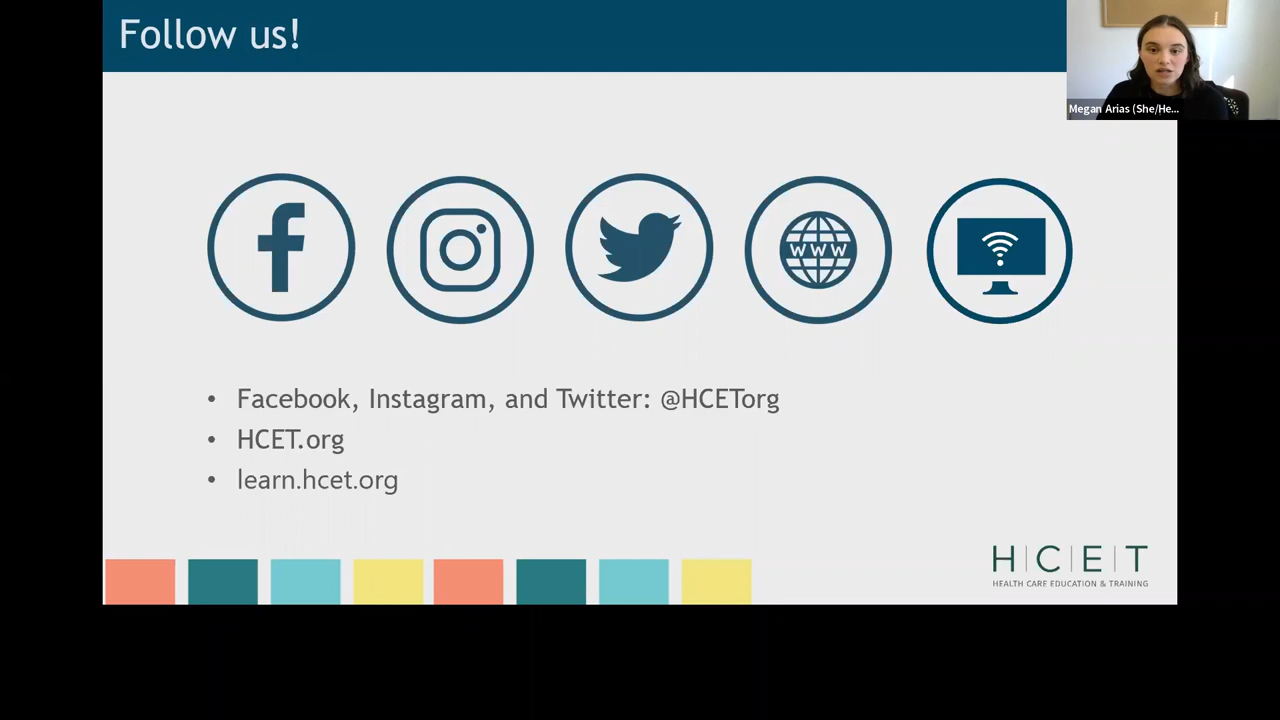 Follow us!
Megan Arias (She/He...
WWW
• Facebook, Instagram, and Twitter: @HCETorg
• HCET.org
• learn.hcet.org
H|C|E|T
HEALTH CARE EDUCATION & TRAINING